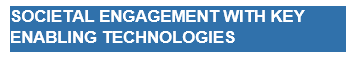 SOCIETAL ENGAGEMENT WITH KEY
ENABLING TECHNOLOGIES